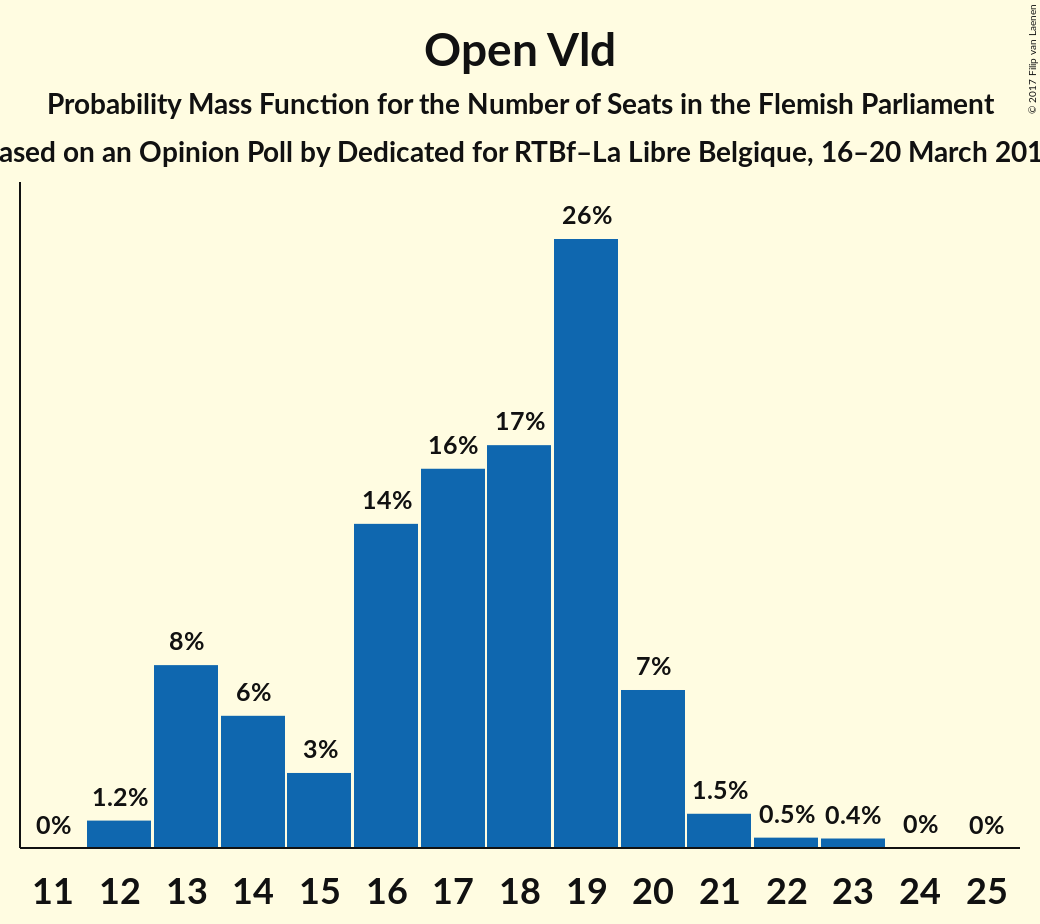 Open Vld
Probability Mass Function for the Number of Seats in the Flemish Parliament
ased on an Opinion Poll by Dedicated for RTBf–La Libre Belgique, 16–20 March 201
© 2017 Filip van Laenen
0% 1.2% 8% 6% 3% 14% 16% 17% 26% 7% 1.5% 0.5% 0.4% 0% 0%
11 12 13 14 15 16 17 18 19 20 21 22 23 24 25